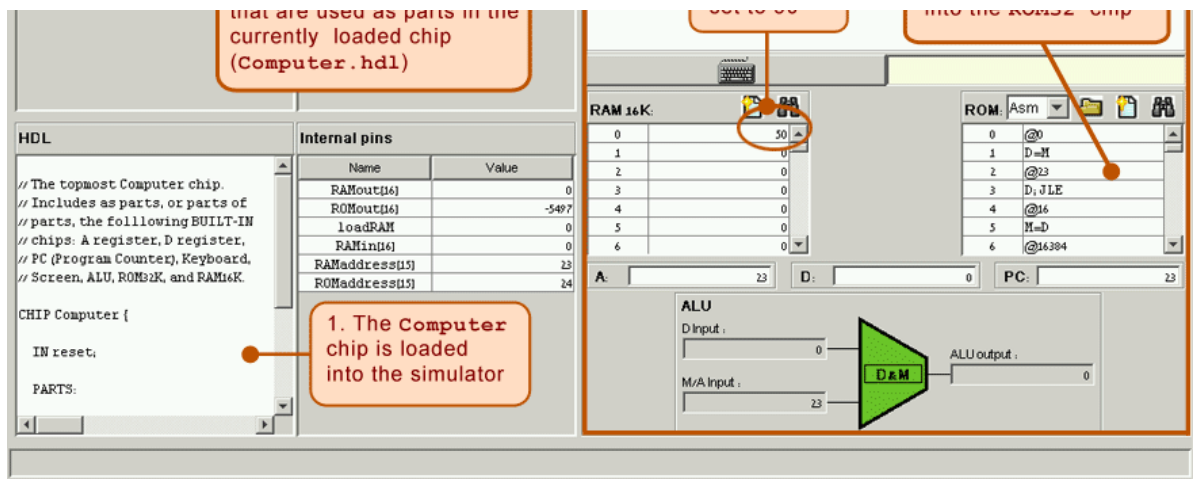 that are used as parts in the
currently loaded chip
(Computer.hdl)
set to 50
into the ROM32 chip
HDL
// The topmost Computer chip.
// Includes as parts, or parts of
// parts, the folllowing BUILT-IN
// chips: A register, D register,
// PC (Program Counter), Keyboard,
// Screen, ALU, ROM32K, and RAM16K.
CHIP Computer {
IN reset;
PARTS:
Internal pins
Name Value
RAMout[16] 0
ROMout[16] -5497
loadRAM 0
RAMin[16] 0
RAMaddress[15] 23
ROMaddress[15] 24
1. The Computer
chip is loaded
into the simulator
RAM 16K:
0 50
1 0
2 0
3 0
4 0
5 0
6 0
ROM: Asm
0 @0
1 D=M
2 @23
3 D;JLE
4 @16
5 M=D
6 @16384
A: 23 D: 0 PC: 23
ALU
D Input :
0
M/A Input :
23
D&M
ALU output :
0